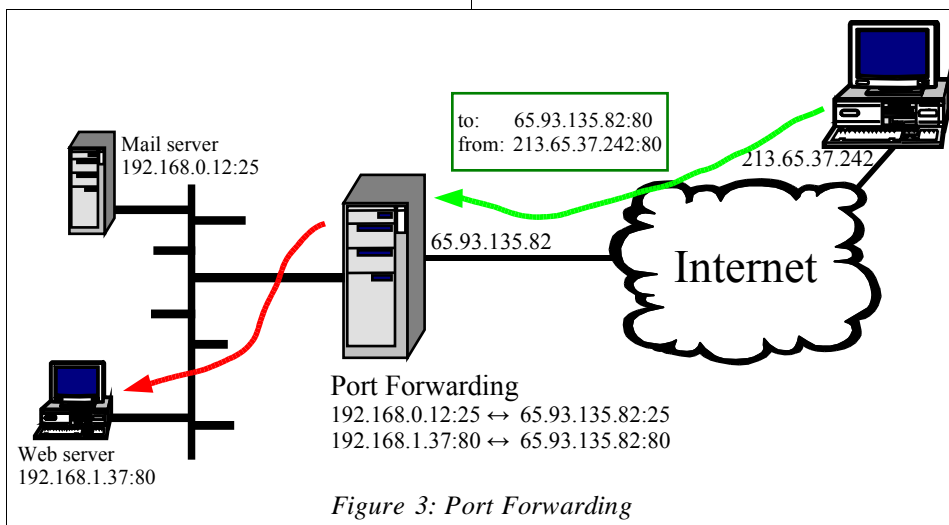 to: 65.93.135.82:80
from: 213.65.37.242:80
Mail server
192.168.0.12:25
213.65.37.242
65.93.135.82
Internet
Port Forwarding
192.168.0.12:25 ↔ 65.93.135.82:25
192.168.1.37:80 ↔ 65.93.135.82:80
Web server
192.168.1.37:80
Figure 3: Port Forwarding